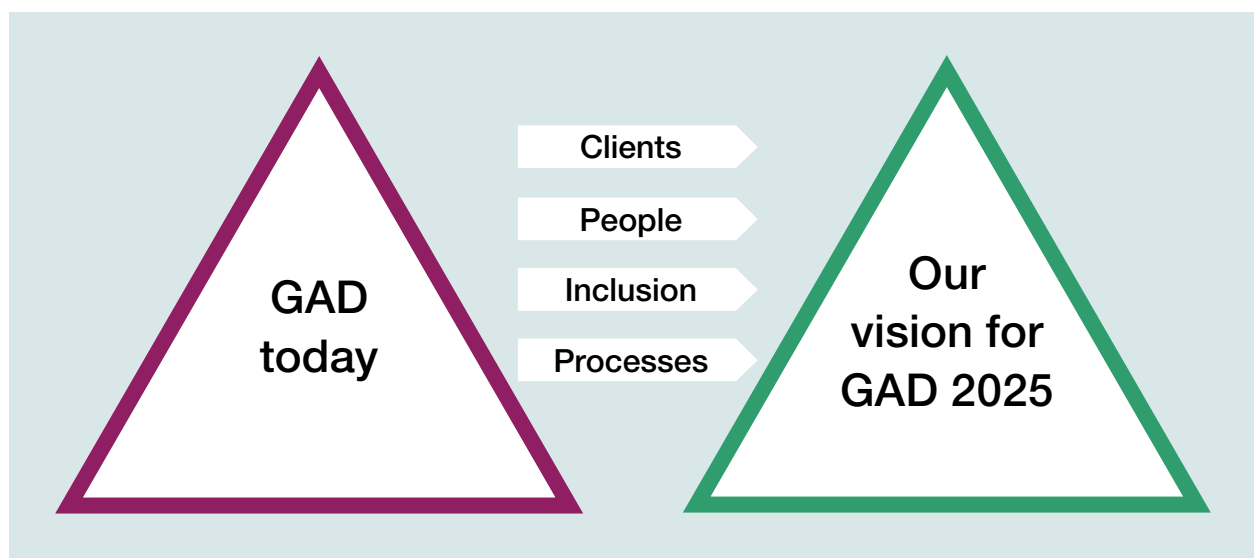 GAD
today
Clients
People
Inclusion
Processes
Our
vision for
GAD 2025